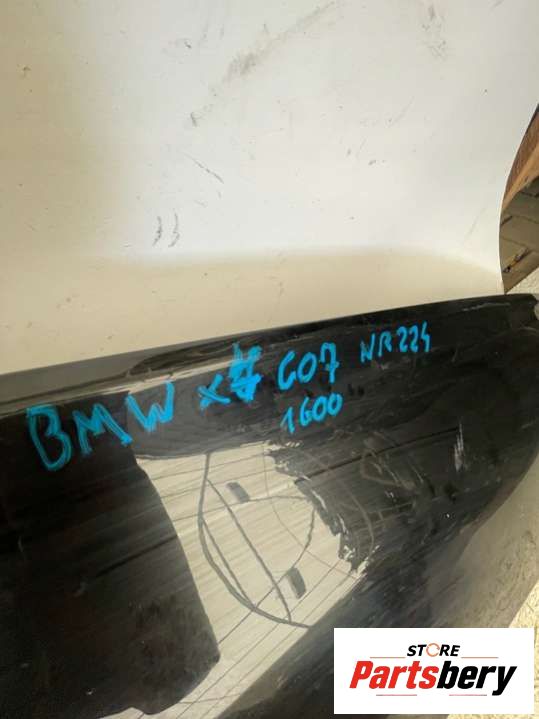 BMW x7 G07 NR224
1600
STORE
Partsbery